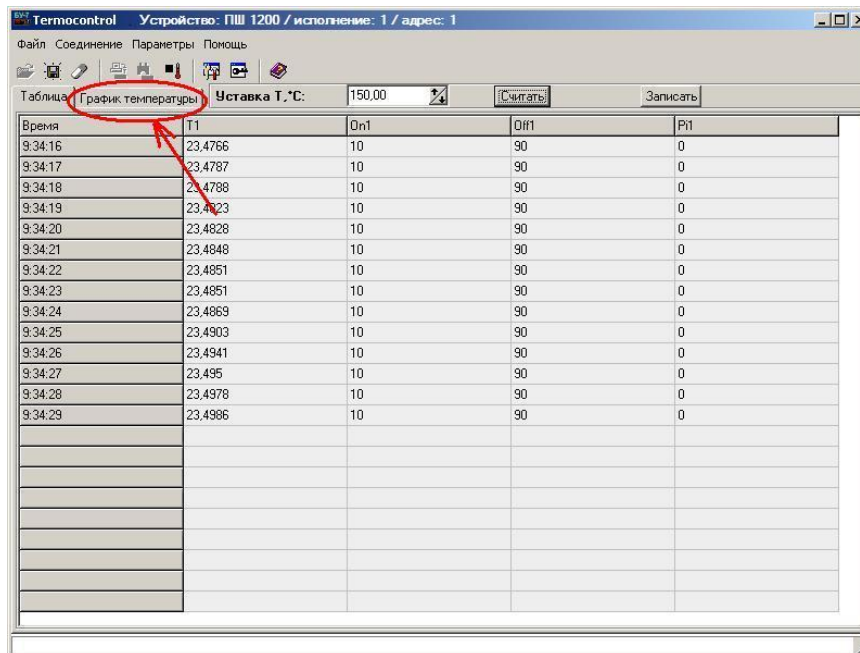 Termocontrol Устройство: ПШ 1200 / исполнение: 1 / адрес: 1
Файл Соединение Параметры Помощь
Таблица График температуры Уставка T,°C: 150,00 Считать Записать
Время T1 On1 Off1 Pi1
9:34:16 23,4766 10 90 0
9:34:17 23,4787 10 90 0
9:34:18 23,4788 10 90 0
9:34:19 23,4823 10 90 0
9:34:20 23,4828 10 90 0
9:34:21 23,4848 10 90 0
9:34:22 23,4851 10 90 0
9:34:23 23,4851 10 90 0
9:34:24 23,4869 10 90 0
9:34:25 23,4903 10 90 0
9:34:26 23,4941 10 90 0
9:34:27 23,495 10 90 0
9:34:28 23,4978 10 90 0
9:34:29 23,4986 10 90 0